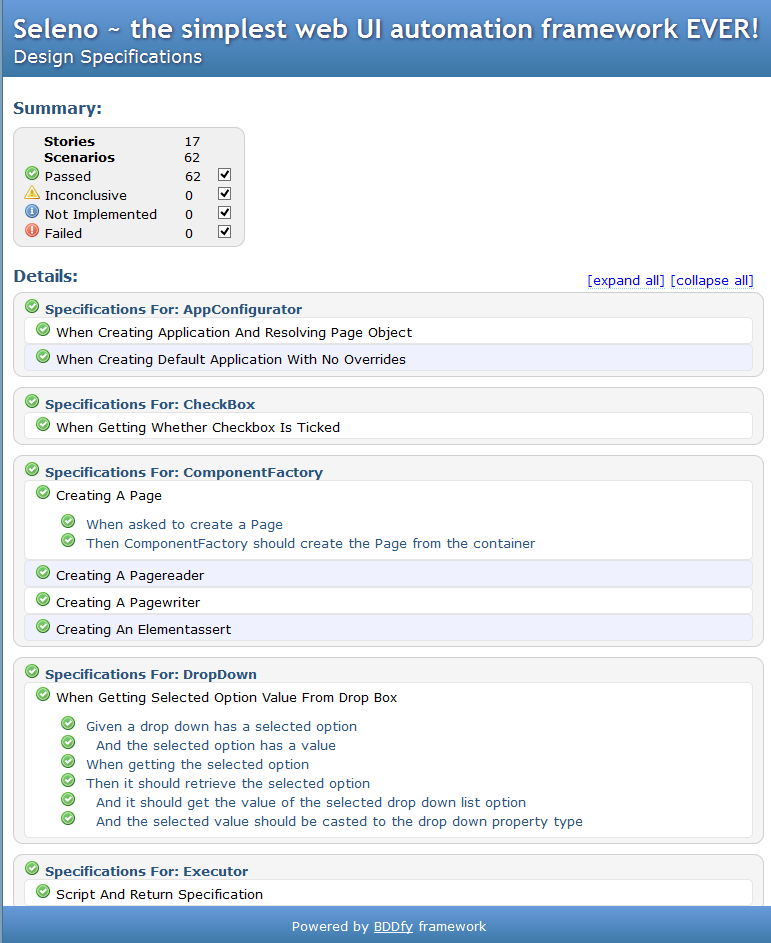 Seleno ~ the simplest web UI automation framework EVER!
Design Specifications
Summary:
Stories 17
Scenarios 62
Passed 62
Inconclusive 0
Not Implemented 0
Failed 0
Details:
[expand all] [collapse all]
Specifications For: AppConfigurator
When Creating Application And Resolving Page Object
When Creating Default Application With No Overrides
Specifications For: CheckBox
When Getting Whether Checkbox Is Ticked
Specifications For: ComponentFactory
Creating A Page
When asked to create a Page
Then ComponentFactory should create the Page from the container
Creating A Pagereader
Creating A Pagewriter
Creating An Elementassert
Specifications For: DropDown
When Getting Selected Option Value From Drop Box
Given a drop down has a selected option
And the selected option has a value
When getting the selected option
Then it should retrieve the selected option
And it should get the value of the selected drop down list option
And the selected value should be casted to the drop down property type
Specifications For: Executor
Script And Return Specification
Powered by BDDfy framework